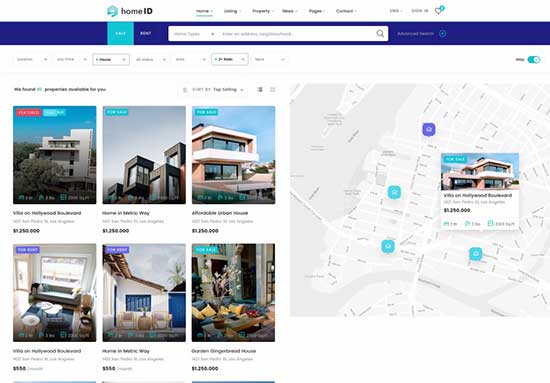 homeID
Home Listing Property News Pages Contact
ENG SIGN IN
SALE RENT Home Types Enter an address, neighbourhood... Advanced Search
Location Any Price House All status Area 2+ Beds More Map
We found properties available for you
SORT BY: Top Selling
FEATURED
FOR SALE
FOR SALE
3 Br 3 Ba 2300 Sq.Ft
3 Br 3 Ba 2300 Sq.Ft
3 Br 3 Ba 2300 Sq.Ft
Villa on Hollywood Boulevard
1421 San Pedro St, Los Angeles
$1.250.000
Home in Metric Way
1421 San Pedro St, Los Angeles
$1.250.000
Affordable Urban House
1421 San Pedro St, Los Angeles
$1.250.000
FOR RENT
FOR RENT
FOR SALE
3 Br 3 Ba 2300 Sq.Ft
3 Br 3 Ba 2300 Sq.Ft
3 Br 3 Ba 2300 Sq.Ft
Villa on Hollywood Boulevard
1421 San Pedro St, Los Angeles
$550 /month
Home in Metric Way
1421 San Pedro St, Los Angeles
$550 /month
Garden Gingerbread House
1421 San Pedro St, Los Angeles
$1.250.000
FOR SALE
Villa on Hollywood Boulevard
1421 San Pedro St, Los Angeles
$1.250.000
3 Br 3 Ba 2300 Sq.Ft